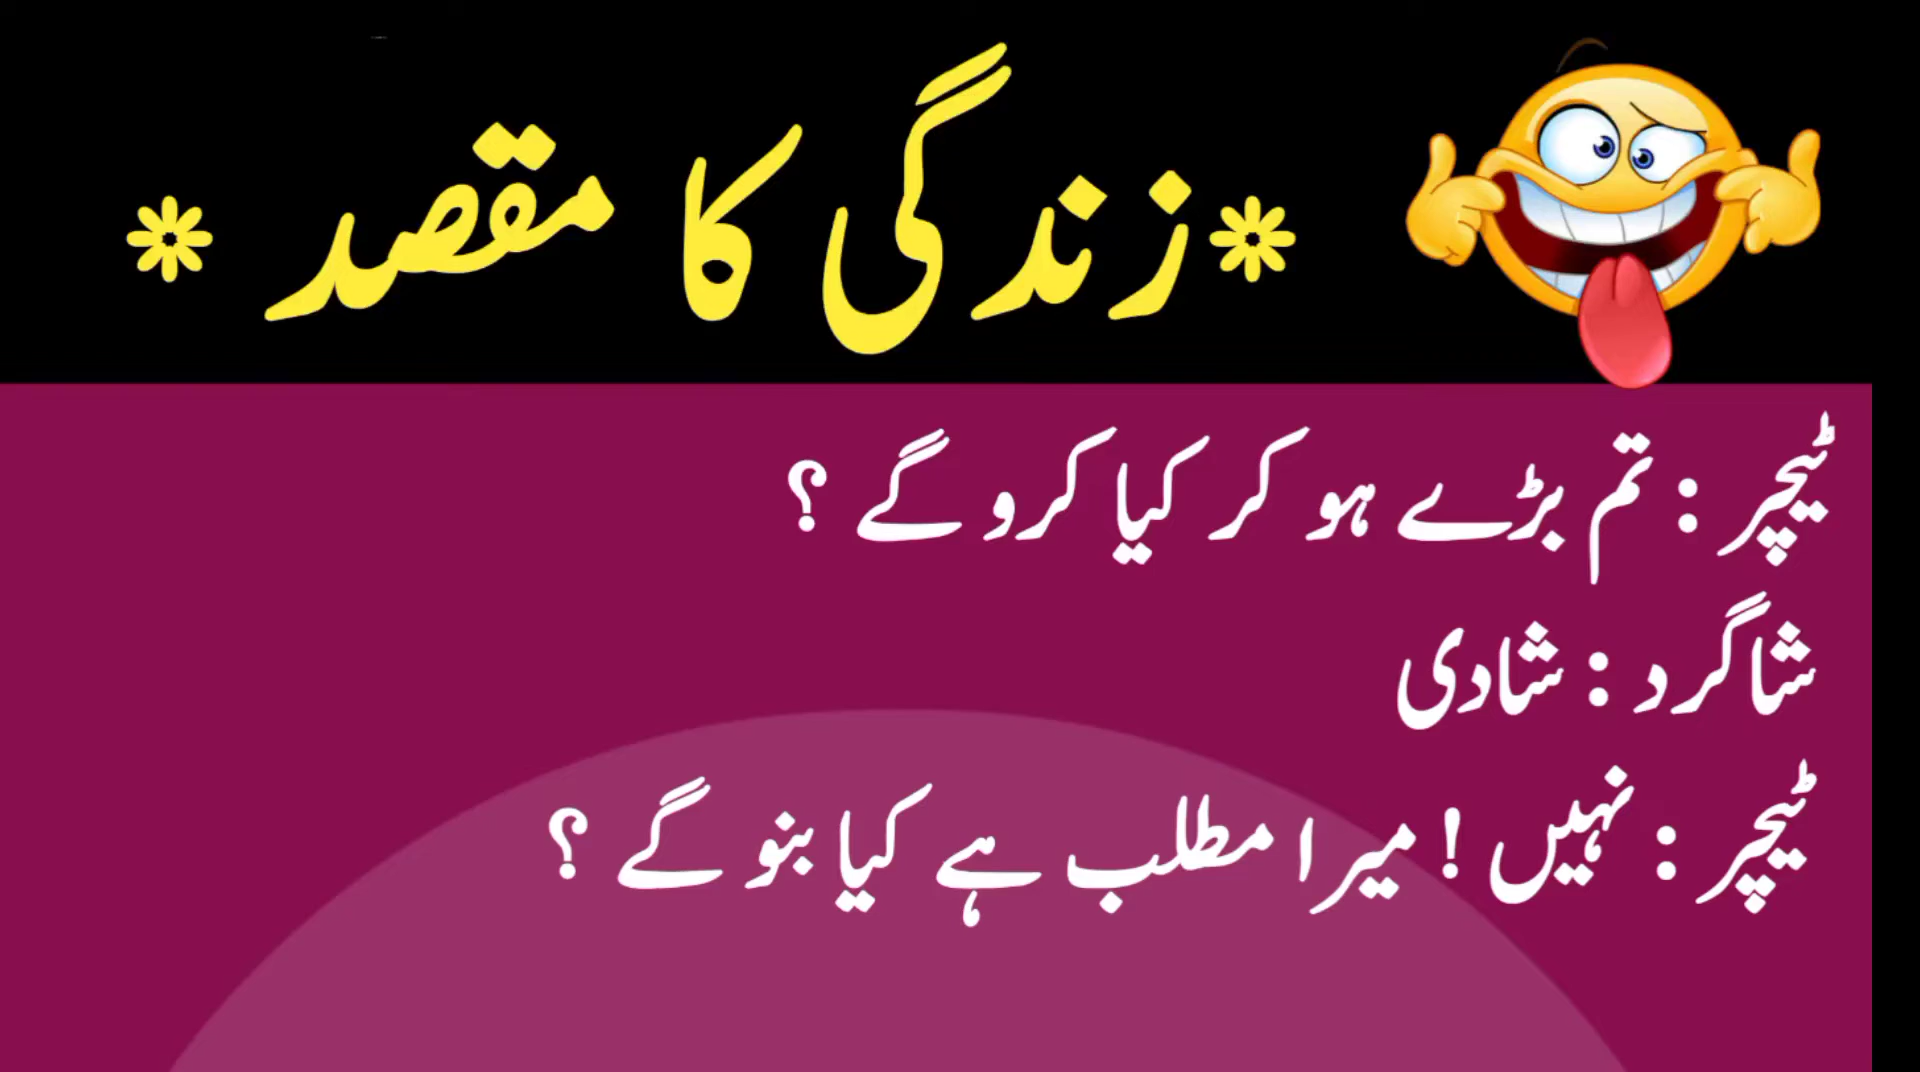 *زندگی کا مقصد *
ٹیچر : تم بڑے ہو کر کیا کرو گے ؟
شاگرد : شادی
ٹیچر : نہیں ! میرا مطلب ہے کیا بنو گے ؟